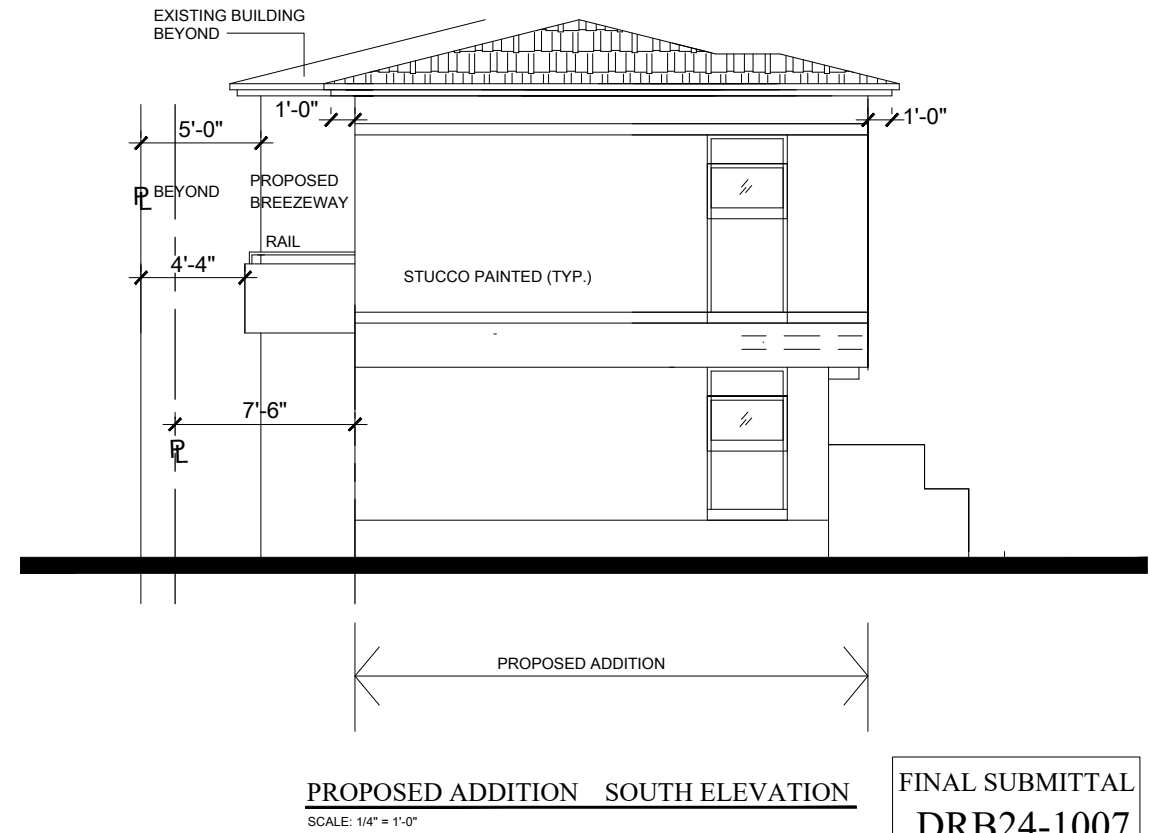 EXISTING BUILDING
BEYOND
1'-0"
1'-0"
5'-0"
PL BEYOND
PROPOSED
BREEZEWAY
RAIL
4'-4"
STUCCO PAINTED (TYP.)
7'-6"
PL
PROPOSED ADDITION
PROPOSED ADDITION SOUTH ELEVATION
SCALE: 1/4" = 1'-0"
FINAL SUBMITTAL
DRB24-1007